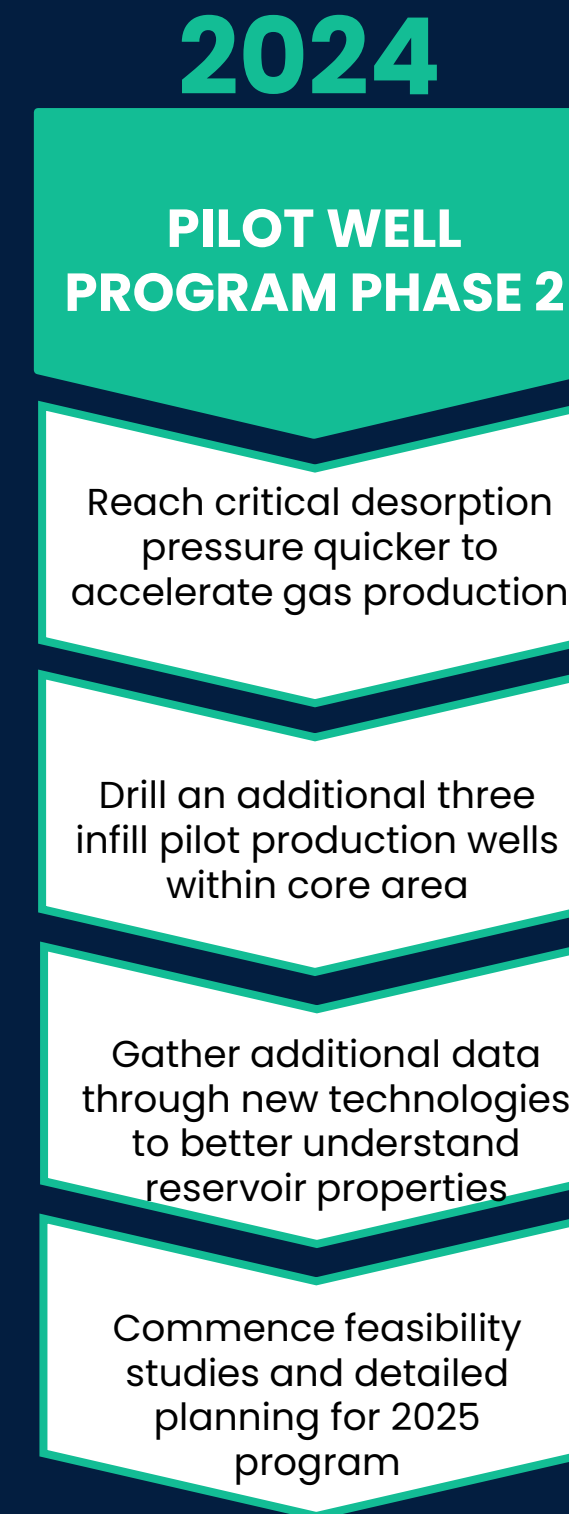 2024
PILOT WELL
PROGRAM PHASE 2
Reach critical desorption
pressure quicker to
accelerate gas production
Drill an additional three
infill pilot production wells
within core area
Gather additional data
through new technologies
to better understand
reservoir properties
Commence feasibility
studies and detailed
planning for 2025
program